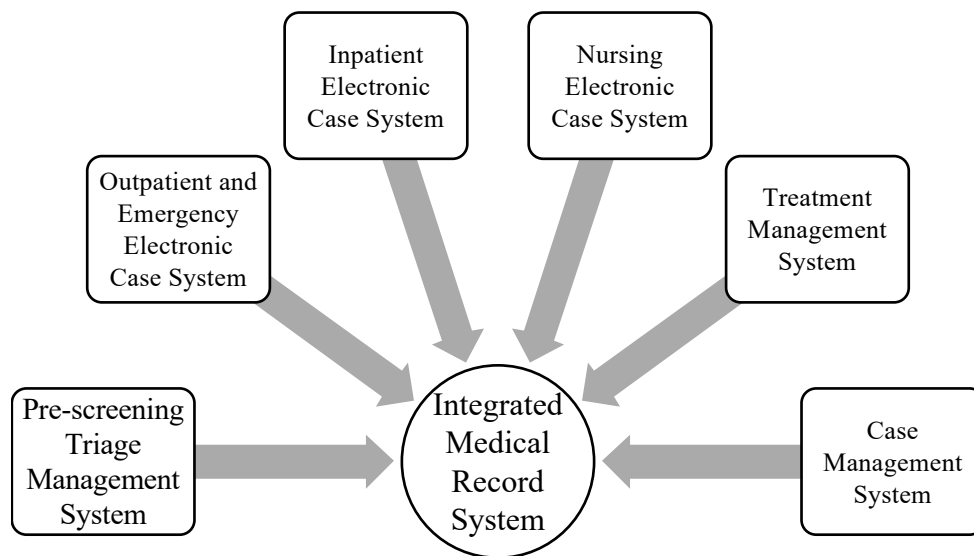 Inpatient
Electronic
Case System
Nursing
Electronic
Case System
Outpatient and
Emergency
Electronic
Case System
Treatment
Management
System
Pre-screening
Triage
Management
System
Integrated
Medical
Record
System
Case
Management
System